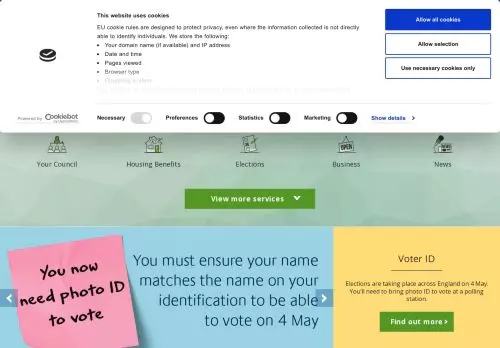 This website uses cookies
EU cookie rules are designed to protect privacy, even where the information collected is not directly
able to identify individuals. We store the following:
Your domain name (if available) and IP address
Date and time
Pages viewed
Browser type
Allow all cookies
Allow selection
Use necessary cookies only
Powered by Cookiebot
Necessary
Preferences
Statistics
Marketing
Show details
Your Council
Housing Benefits
Elections
OPEN
Business
News
View more services
You now
need photo ID
to vote
You must ensure your name
matches the name on your
identification to be able
to vote on 4 May
Voter ID
Elections are taking place across England on 4 May.
You'll need to bring photo ID to vote at a polling
station.
Find out more